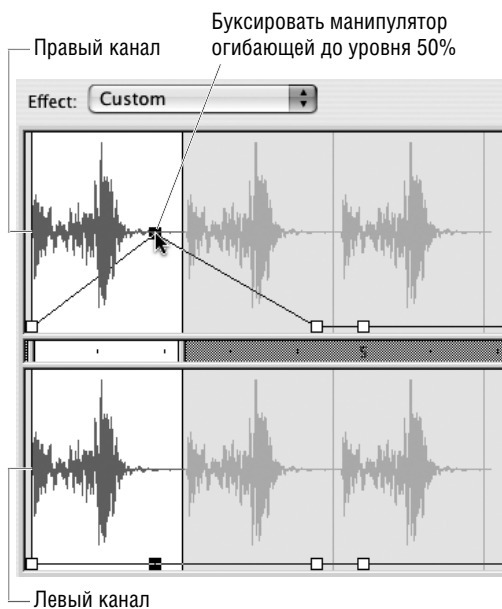 Буксировать манипулятор
огибающей до уровня 50%
Правый канал
Effect: Custom
5
Левый канал